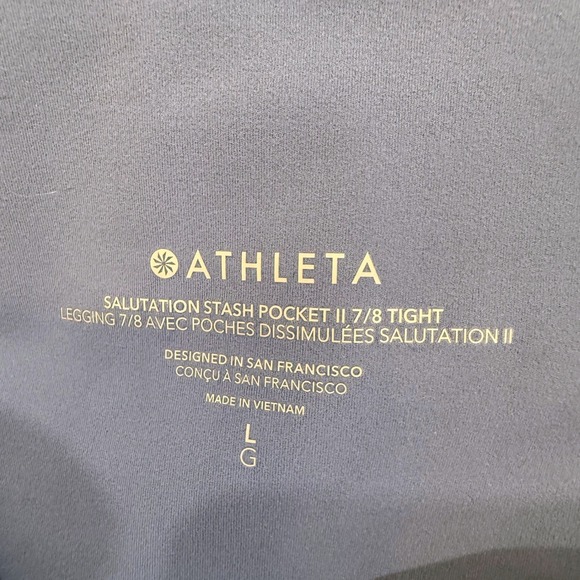 ATHLETA
SALUTATION STASH POCKET II 7/8 TIGHT
LEGGING 7/8 AVEC POCHES DISSIMULÉES SALUTATION II
DESIGNED IN SAN FRANCISCO
CONÇU À SAN FRANCISCO
MADE IN VIETNAM
L
G